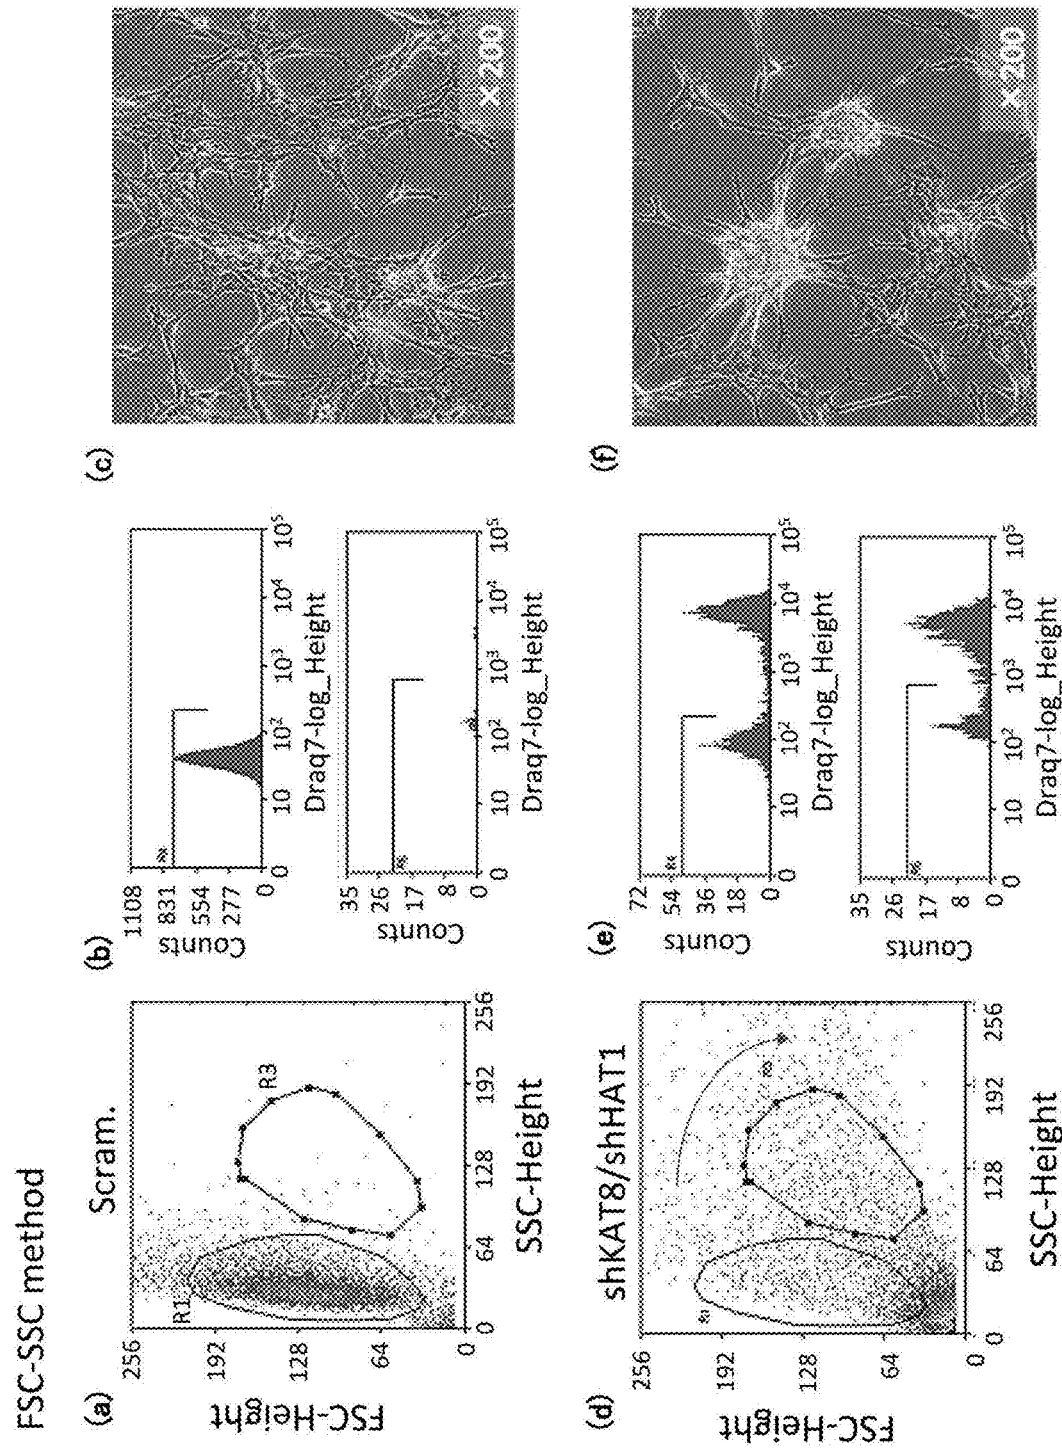 FSC-SSC method
(a)
Scram.
256
192
128
64
0
FSC-Height
R1
R3
0
64
128
192
256
SSC-Height
(b)
1108
831
554
277
0
Counts
0
10
10²
10³
10⁴
10⁵
Draq7-log_Height
35
26
17
8
0
Counts
0
10
10²
10³
10⁴
10⁵
Draq7-log_Height
(c)
×200
(d)
shKAT8/shHAT1
256
192
128
64
0
FSC-Height
0
64
128
192
256
SSC-Height
(e)
72
54
36
18
0
Counts
0
10
10²
10³
10⁴
10⁵
Draq7-log_Height
35
26
17
8
0
Counts
0
10
10²
10³
10⁴
10⁵
Draq7-log_Height
(f)
×200